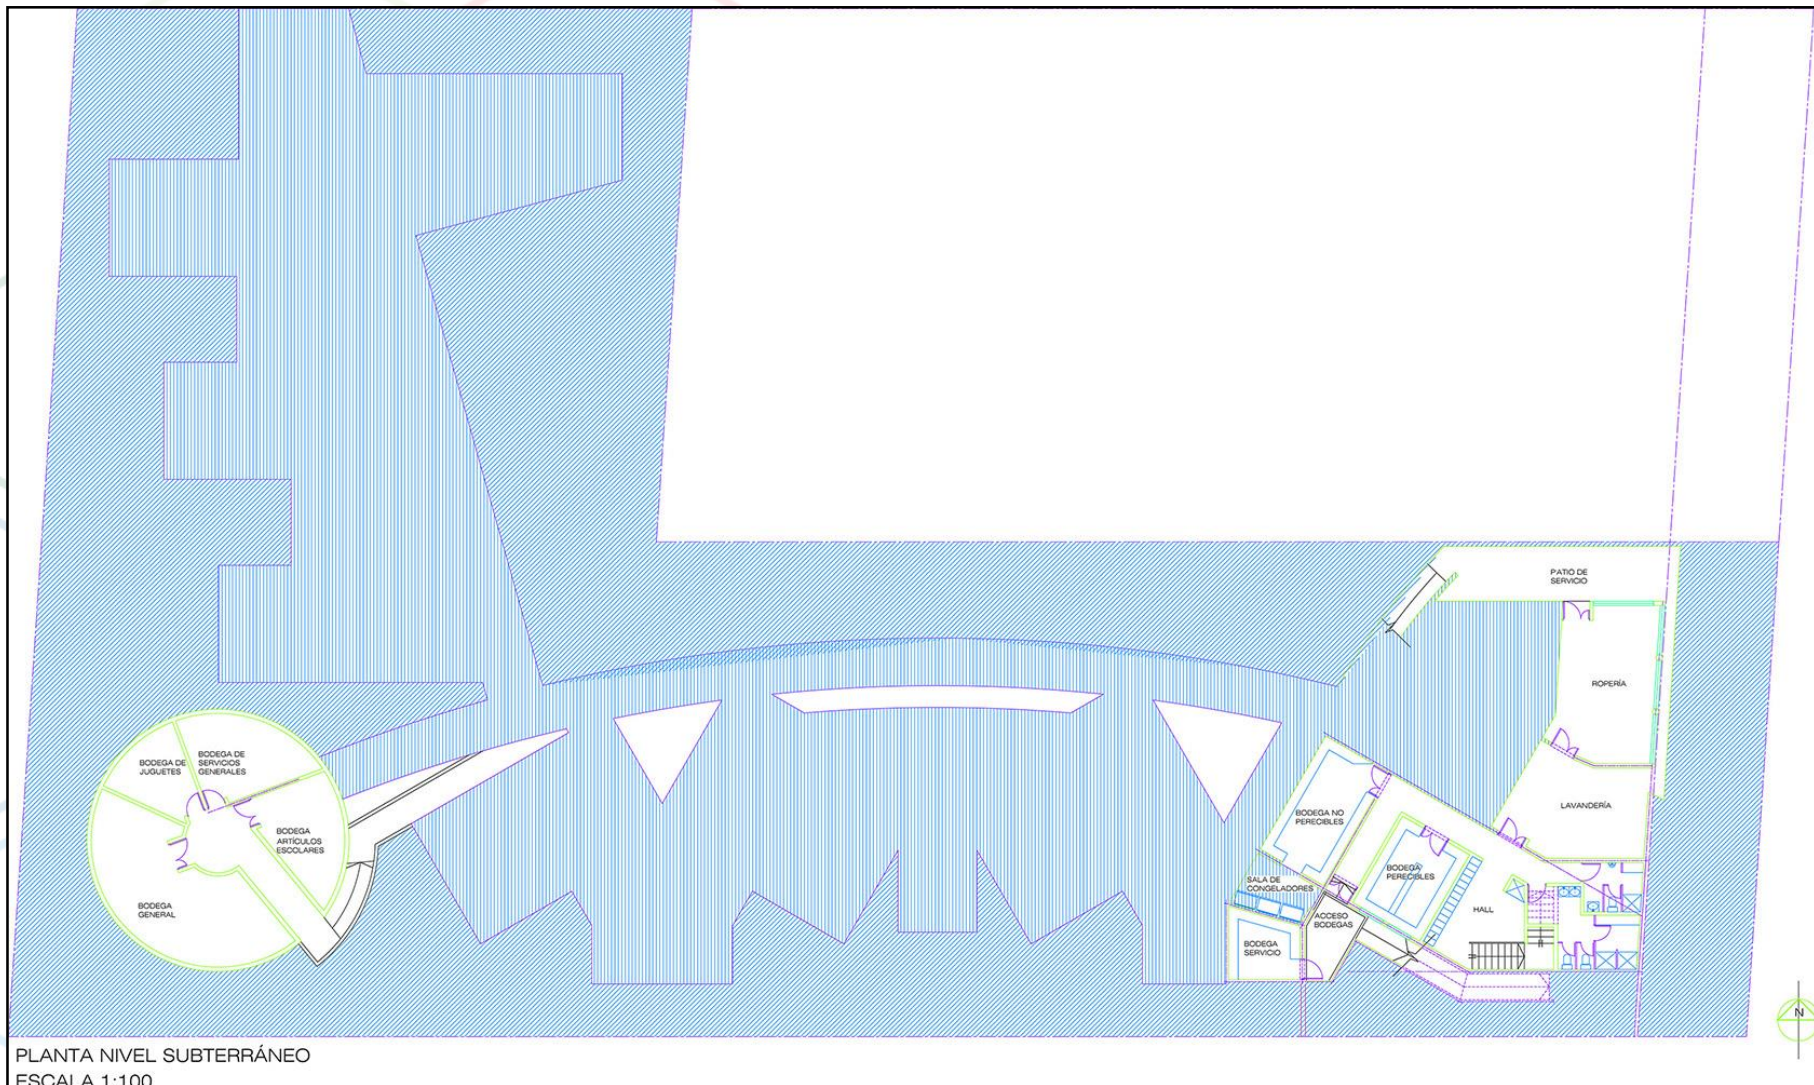 PATIO DE
SERVICIO
ROPERÍA
LAVANDERÍA
BODEGA DE
JUGUETES
BODEGA DE
SERVICIOS
GENERALES
BODEGA
ARTÍCULOS
ESCOLARES
BODEGA
GENERAL
BODEGA NO
PERECIBLES
BODEGA
PERECIBLES
SALA DE
CONGELADORES
ACCESO
BODEGAS
BODEGA
SERVICIO
HALL
N
PLANTA NIVEL SUBTERRÁNEO
ESCALA 1:100